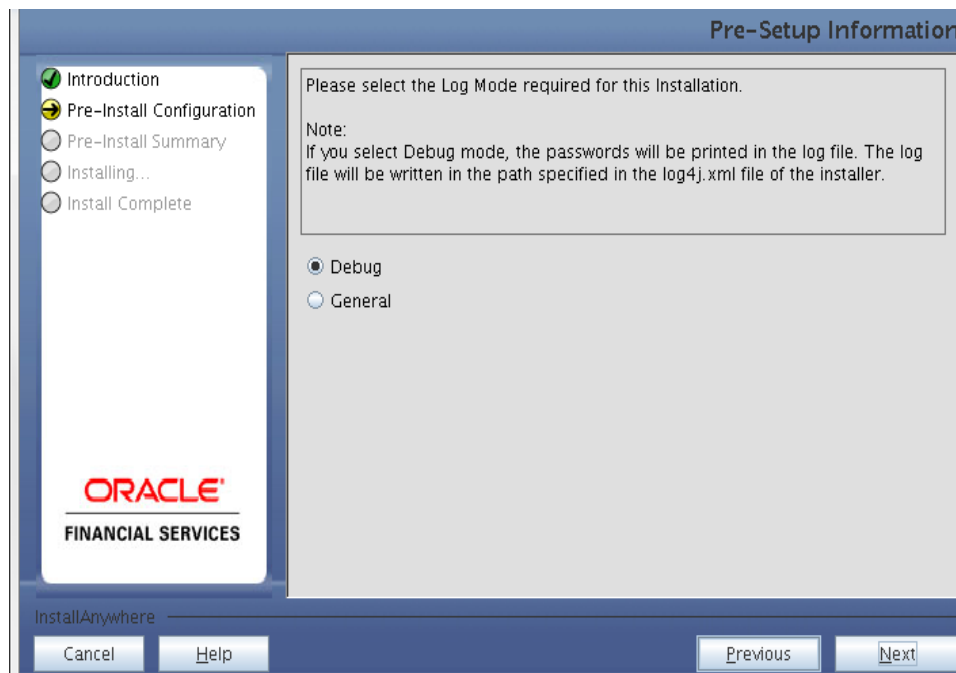 Pre-Setup Information
Introduction
Pre-Install Configuration
Pre-Install Summary
Installing...
Install Complete
Please select the Log Mode required for this Installation.
Note:
If you select Debug mode, the passwords will be printed in the log file. The log
file will be written in the path specified in the log4j.xml file of the installer.
Debug
General
ORACLE'
FINANCIAL SERVICES
InstallAnywhere
Cancel
Help
Previous
Next